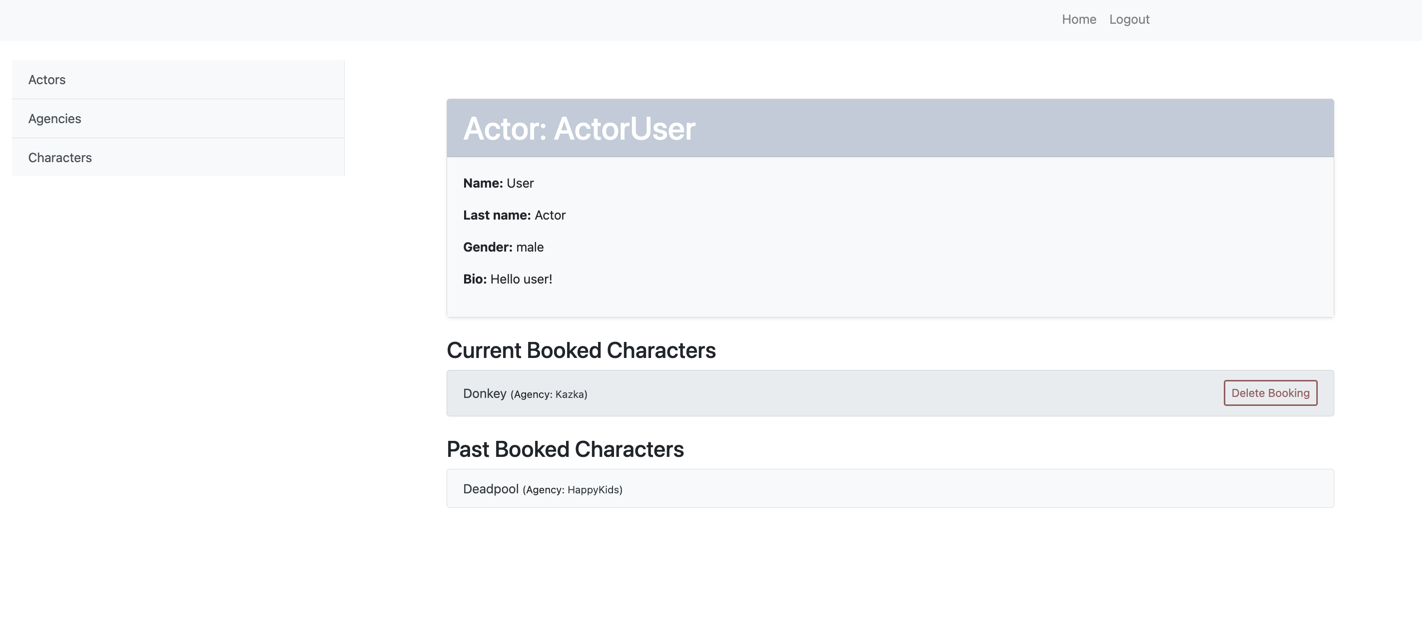 Home Logout
Actors
Agencies
Characters
Actor: ActorUser
Name: User
Last name: Actor
Gender: male
Bio: Hello user!
Current Booked Characters
Donkey (Agency: Kazka) Delete Booking
Past Booked Characters
Deadpool (Agency: HappyKids)